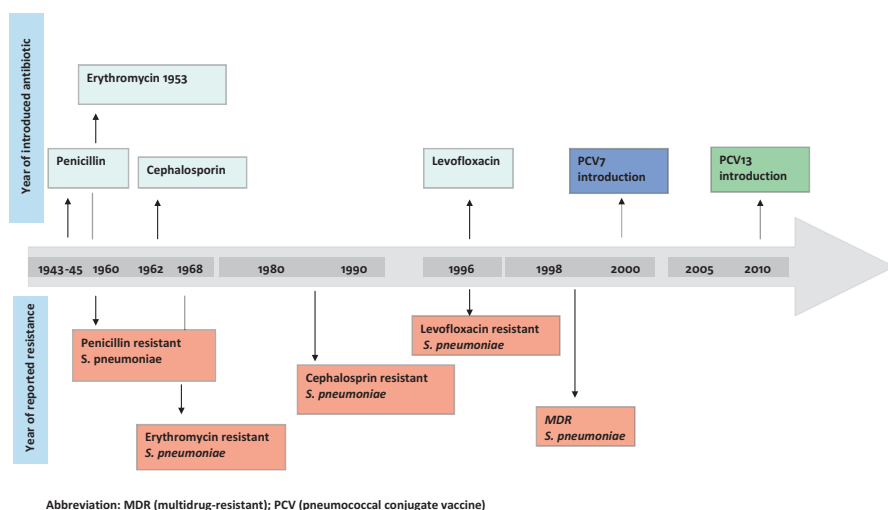 Year of introduced antibiotic
Erythromycin 1953
Penicillin
Cephalosporin
Levofloxacin
PCV7
introduction
PCV13
introduction
1943-45 1960 1962 1968 1980 1990 1996 1998 2000 2005 2010
Year of reported resistance
Penicillin resistant
S. pneumoniae
Levofloxacin resistant
S. pneumoniae
Cephalosprin resistant
S. pneumoniae
MDR
S. pneumoniae
Erythromycin resistant
S. pneumoniae
Abbreviation: MDR (multidrug-resistant); PCV (pneumococcal conjugate vaccine)